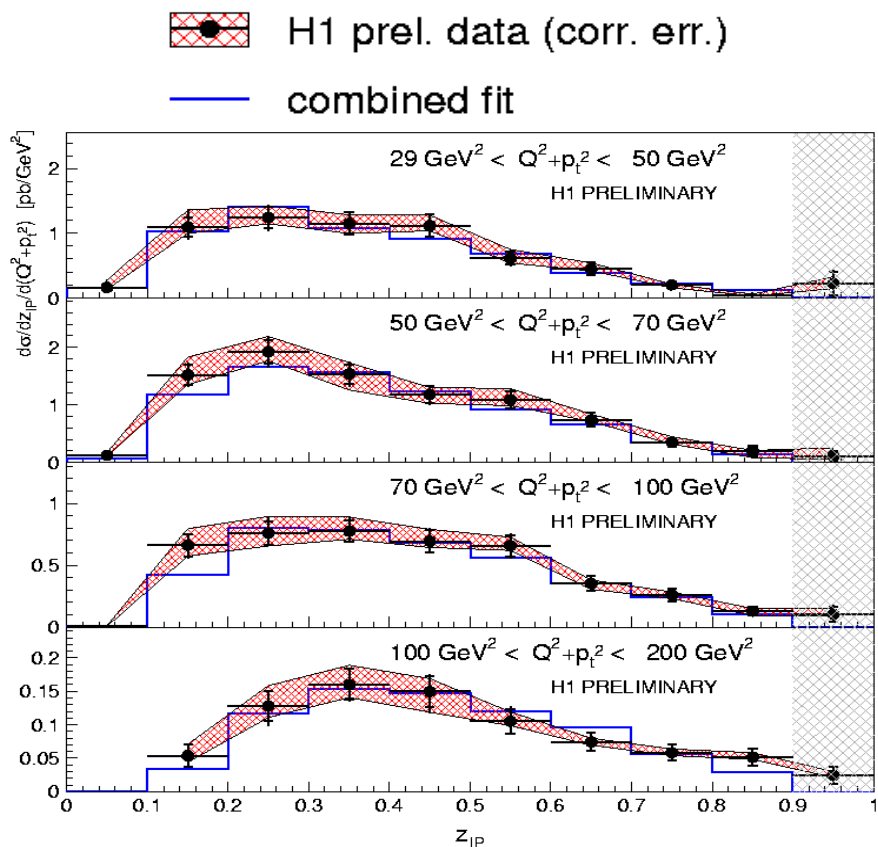 H1 prel. data (corr. err.)
combined fit
dσ/dz_IP/d(Q²+p_t²) [pb/GeV²]
29 GeV² < Q²+p_t² < 50 GeV²
H1 PRELIMINARY
2
1
0
50 GeV² < Q²+p_t² < 70 GeV²
H1 PRELIMINARY
2
1
0
70 GeV² < Q²+p_t² < 100 GeV²
H1 PRELIMINARY
1
0.5
0
100 GeV² < Q²+p_t² < 200 GeV²
H1 PRELIMINARY
0.2
0.15
0.1
0.05
0
0 0.1 0.2 0.3 0.4 0.5 0.6 0.7 0.8 0.9 1
z_IP